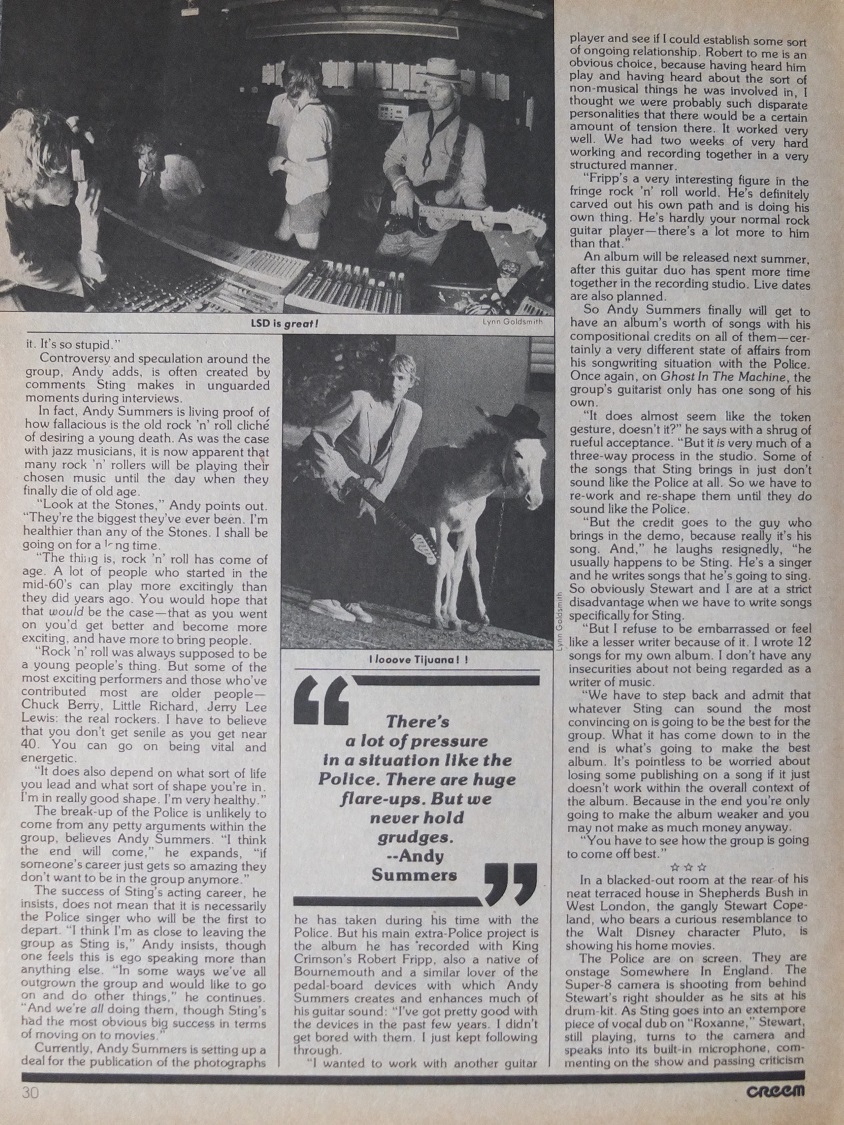 LSD is great!
Lynn Goldsmith
it. It's so stupid."
Controversy and speculation around the
group, Andy adds, is often created by
comments Sting makes in unguarded
moments during interviews.
In fact, Andy Summers is living proof of
how fallacious is the old rock 'n' roll cliché
of desiring a young death. As was the case
with jazz musicians, it is now apparent that
many rock 'n' rollers will be playing their
chosen music until the day when they
finally die of old age.
"Look at the Stones," Andy points out.
"They're the biggest they've ever been. I'm
healthier than any of the Stones. I shall be
going on for a long time.
"The thing is, rock 'n' roll has come of
age. A lot of people who started in the
mid-60's can play more excitingly than
they did years ago. You would hope that
that would be the case—that as you went
on you'd get better and become more
exciting, and have more to bring people.
"Rock 'n' roll was always supposed to be
a young people's thing. But some of the
most exciting performers and those who've
contributed most are older people—
Chuck Berry, Little Richard, Jerry Lee
Lewis: the real rockers. I have to believe
that you don't get senile as you get near
40. You can go on being vital and
energetic.
"It does also depend on what sort of life
you lead and what sort of shape you're in.
I'm in really good shape. I'm very healthy."
The break-up of the Police is unlikely to
come from any petty arguments within the
group, believes Andy Summers. "I think
the end will come," he expands, "if
someone's career just gets so amazing they
don't want to be in the group anymore."
The success of Sting's acting career, he
insists, does not mean that it is necessarily
the Police singer who will be the first to
depart. "I think I'm as close to leaving the
group as Sting is," Andy insists, though
one feels this is ego speaking more than
anything else. "In some ways we've all
outgrown the group and would like to go
on and do other things," he continues.
"And we're all doing them, though Sting's
had the most obvious big success in terms
of moving on to movies."
Currently, Andy Summers is setting up a
deal for the publication of the photographs
Lynn Goldsmith
I looove Tijuana! !
“
There's
a lot of pressure
in a situation like the
Police. There are huge
flare-ups. But we
never hold
grudges.
--Andy
Summers
”
he has taken during his time with the
Police. But his main extra-Police project is
the album he has recorded with King
Crimson's Robert Fripp, also a native of
Bournemouth and a similar lover of the
pedal-board devices with which Andy
Summers creates and enhances much of
his guitar sound: "I've got pretty good with
the devices in the past few years. I didn't
get bored with them. I just kept following
through.
"I wanted to work with another guitar
player and see if I could establish some sort
of ongoing relationship. Robert to me is an
obvious choice, because having heard him
play and having heard about the sort of
non-musical things he was involved in, I
thought we were probably such disparate
personalities that there would be a certain
amount of tension there. It worked very
well. We had two weeks of very hard
working and recording together in a very
structured manner.
"Fripp's a very interesting figure in the
fringe rock 'n' roll world. He's definitely
carved out his own path and is doing his
own thing. He's hardly your normal rock
guitar player—there's a lot more to him
than that."
An album will be released next summer,
after this guitar duo has spent more time
together in the recording studio. Live dates
are also planned.
So Andy Summers finally will get to
have an album's worth of songs with his
compositional credits on all of them—cer-
tainly a very different state of affairs from
his songwriting situation with the Police.
Once again, on Ghost In The Machine, the
group's guitarist only has one song of his
own.
"It does almost seem like the token
gesture, doesn't it?" he says with a shrug of
rueful acceptance. "But it is very much of a
three-way process in the studio. Some of
the songs that Sting brings in just don't
sound like the Police at all. So we have to
re-work and re-shape them until they do
sound like the Police.
"But the credit goes to the guy who
brings in the demo, because really it's his
song. And," he laughs resignedly, "he
usually happens to be Sting. He's a singer
and he writes songs that he's going to sing.
So obviously Stewart and I are at a strict
disadvantage when we have to write songs
specifically for Sting.
"But I refuse to be embarrassed or feel
like a lesser writer because of it. I wrote 12
songs for my own album. I don't have any
insecurities about not being regarded as a
writer of music.
"We have to step back and admit that
whatever Sting can sound the most
convincing on is going to be the best for the
group. What it has come down to in the
end is what's going to make the best
album. It's pointless to be worried about
losing some publishing on a song if it just
doesn't work within the overall context of
the album. Because in the end you're only
going to make the album weaker and you
may not make as much money anyway.
"You have to see how the group is going
to come off best."
☆☆☆
In a blacked-out room at the rear of his
neat terraced house in Shepherds Bush in
West London, the gangly Stewart Cope-
land, who bears a curious resemblance to
the Walt Disney character Pluto, is
showing his home movies.
The Police are on screen. They are
onstage Somewhere In England. The
Super-8 camera is shooting from behind
Stewart's right shoulder as he sits at his
drum-kit. As Sting goes into an extempore
piece of vocal dub on "Roxanne," Stewart,
still playing, turns to the camera and
speaks into its built-in microphone, com-
menting on the show and passing criticism
30
CREEM